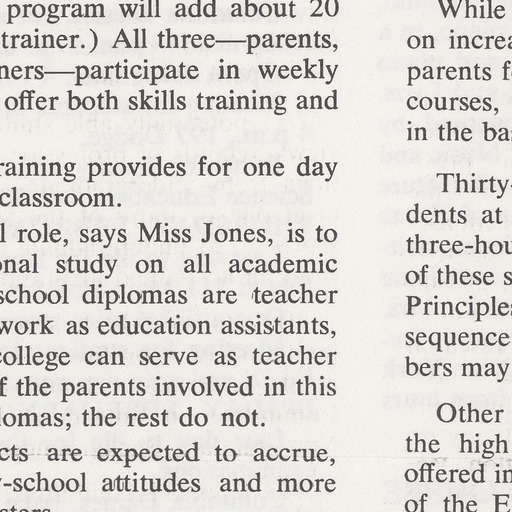 program will add about 20
trainer.) All three—parents,
ners—participate in weekly
offer both skills training and
raining provides for one day
classroom.
l role, says Miss Jones, is to
onal study on all academic
school diplomas are teacher
work as education assistants,
college can serve as teacher
f the parents involved in this
lomas; the rest do not.
cts are expected to accrue,
y-school attitudes and more
While
on increa
parents f
courses,
in the ba
Thirty-
dents at
three-hou
of these s
Principles
sequence
bers may
Other
the high
offered in
of the E